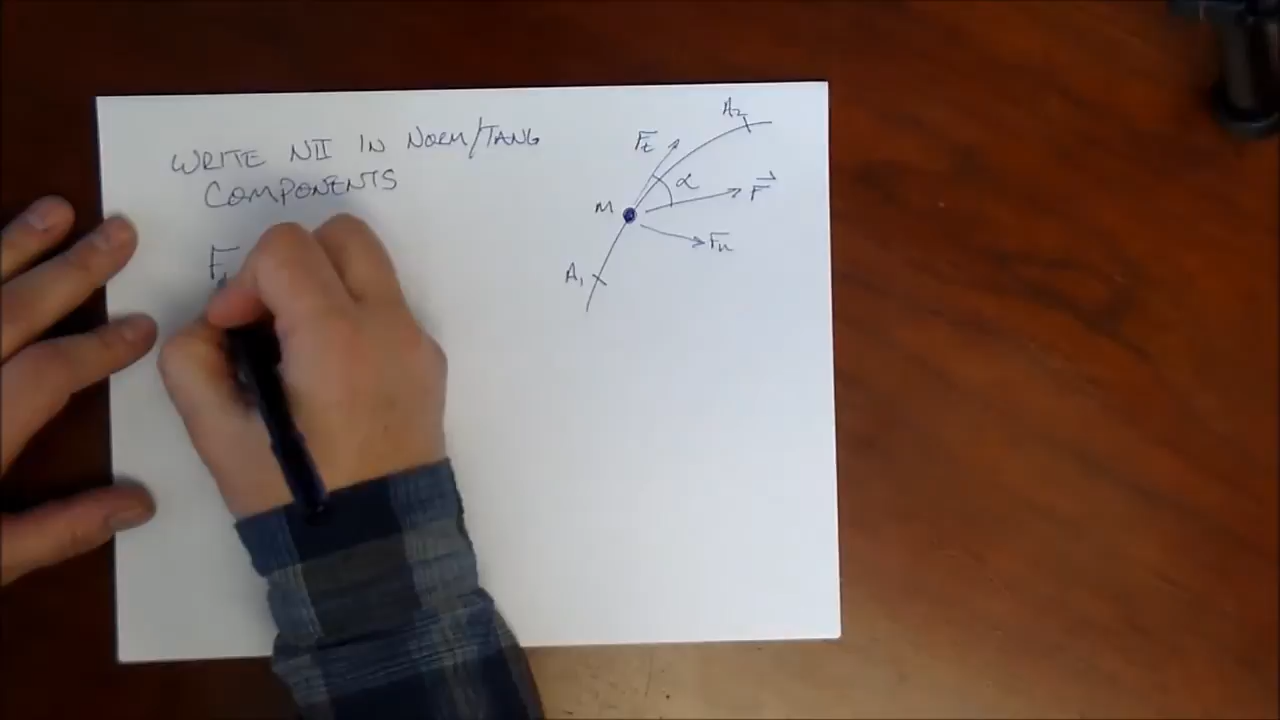 WRITE NII IN NORM/TANG
COMPONENTS
F
A2
Ft
α
F
M
Fn
A1